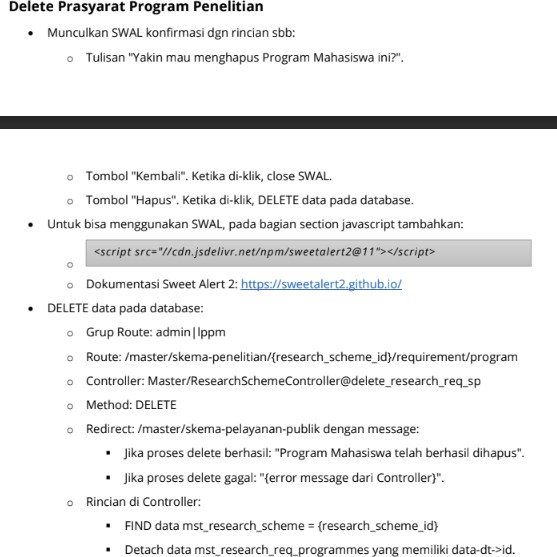 Delete Prasyarat Program Penelitian
• Munculkan SWAL konfirmasi dgn rincian sbb:
o Tulisan "Yakin mau menghapus Program Mahasiswa ini?".
o Tombol "Kembali". Ketika di-klik, close SWAL.
o Tombol "Hapus". Ketika di-klik, DELETE data pada database.
• Untuk bisa menggunakan SWAL, pada bagian section javascript tambahkan:
o <script src="//cdn.jsdelivr.net/npm/sweetalert2@11"></script>
o Dokumentasi Sweet Alert 2: https://sweetalert2.github.io/
• DELETE data pada database:
o Grup Route: admin|lppm
o Route: /master/skema-penelitian/{research_scheme_id}/requirement/program
o Controller: Master/ResearchSchemeController@delete_research_req_sp
o Method: DELETE
o Redirect: /master/skema-pelayanan-publik dengan message:
▪ Jika proses delete berhasil: "Program Mahasiswa telah berhasil dihapus".
▪ Jika proses delete gagal: "{error message dari Controller}".
o Rincian di Controller:
▪ FIND data mst_research_scheme = {research_scheme_id}
▪ Detach data mst_research_req_programmes yang memiliki data-dt->id.